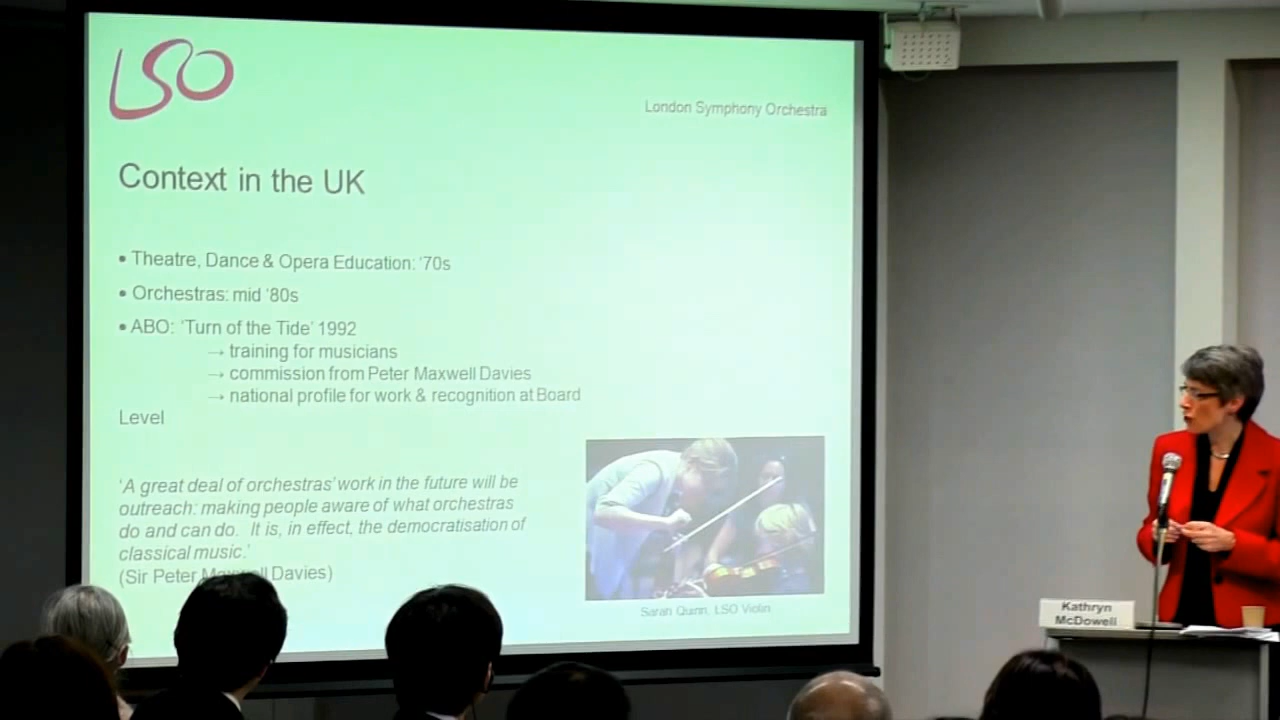 LSO
London Symphony Orchestra
Context in the UK
• Theatre, Dance & Opera Education: ‘70s
• Orchestras: mid ‘80s
• ABO: ‘Turn of the Tide’ 1992
→ training for musicians
→ commission from Peter Maxwell Davies
→ national profile for work & recognition at Board
Level
‘A great deal of orchestras’ work in the future will be
outreach: making people aware of what orchestras
do and can do. It is, in effect, the democratisation of
classical music.’
(Sir Peter Maxwell Davies)
Sarah Quinn, LSO Violin
Kathryn
McDowell